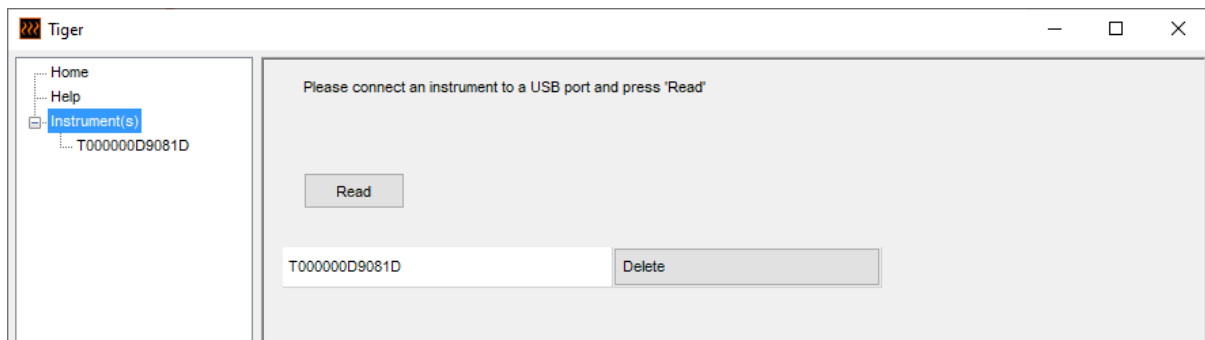 Tiger
Home
Help
Instrument(s)
T000000D9081D
Please connect an instrument to a USB port and press 'Read'
Read
T000000D9081D
Delete